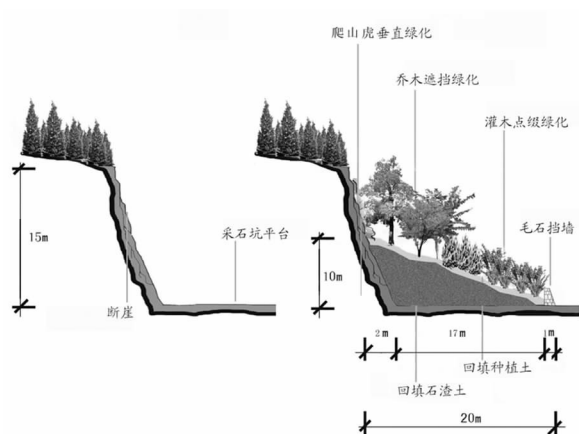 爬山虎垂直绿化
乔木遮挡绿化
灌木点缀绿化
毛石挡墙
15m
采石坑平台
断崖
10m
2m
17m
1m
回填种植土
回填石渣土
20m